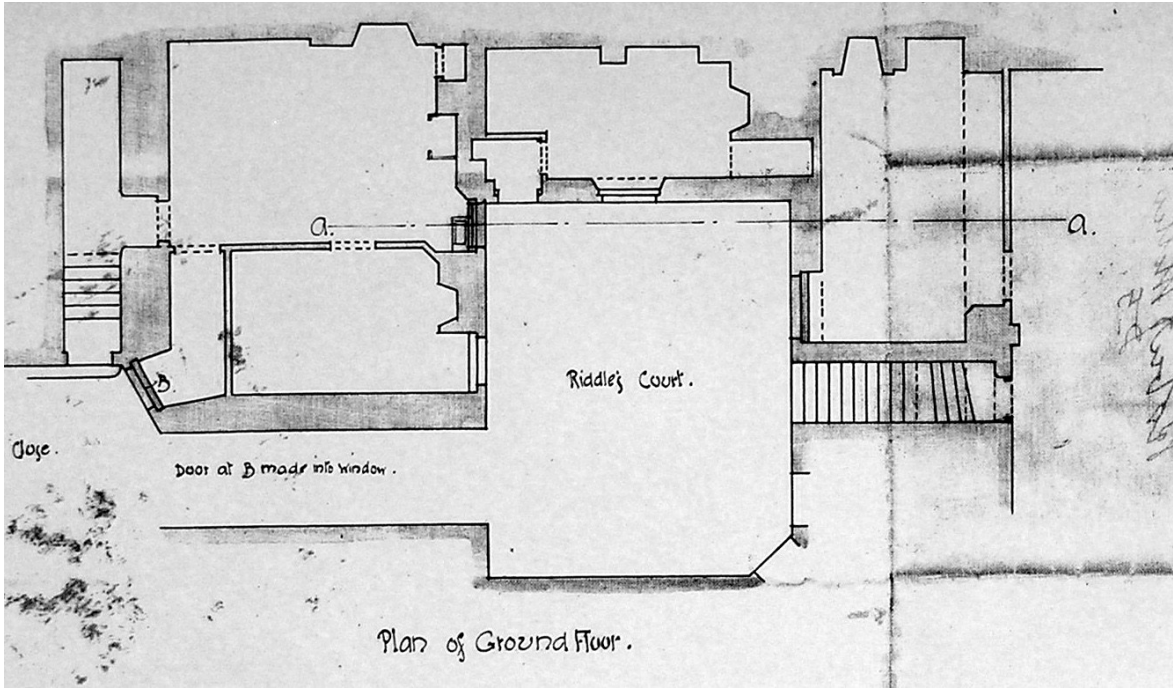 a.
a.
B
Riddle's Court.
Close.
Door at B made into window.
Plan of Ground Floor.